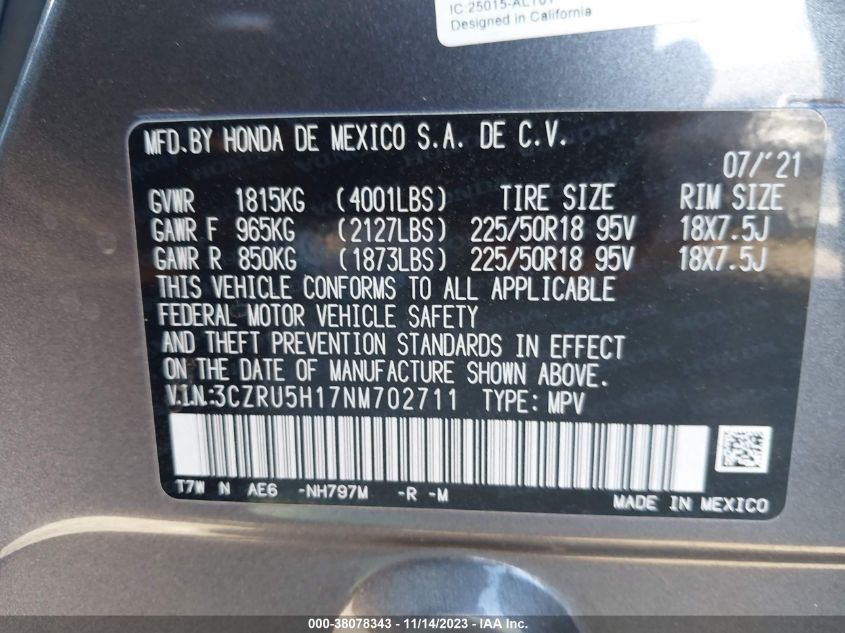 IC:25015-ALT01
Designed in California
MFD.BY HONDA DE MEXICO S.A. DE C.V.
07/'21
GVWR 1815KG (4001LBS) TIRE SIZE RIM SIZE
GAWR F 965KG (2127LBS) 225/50R18 95V 18X7.5J
GAWR R 850KG (1873LBS) 225/50R18 95V 18X7.5J
THIS VEHICLE CONFORMS TO ALL APPLICABLE
FEDERAL MOTOR VEHICLE SAFETY
AND THEFT PREVENTION STANDARDS IN EFFECT
ON THE DATE OF MANUFACTURE SHOWN ABOVE.
V.I.N:3CZRU5H17NM702711 TYPE: MPV
T7W N AE6 -NH797M -R -M
MADE IN MEXICO
000-38078343 - 11/14/2023 - IAA Inc.